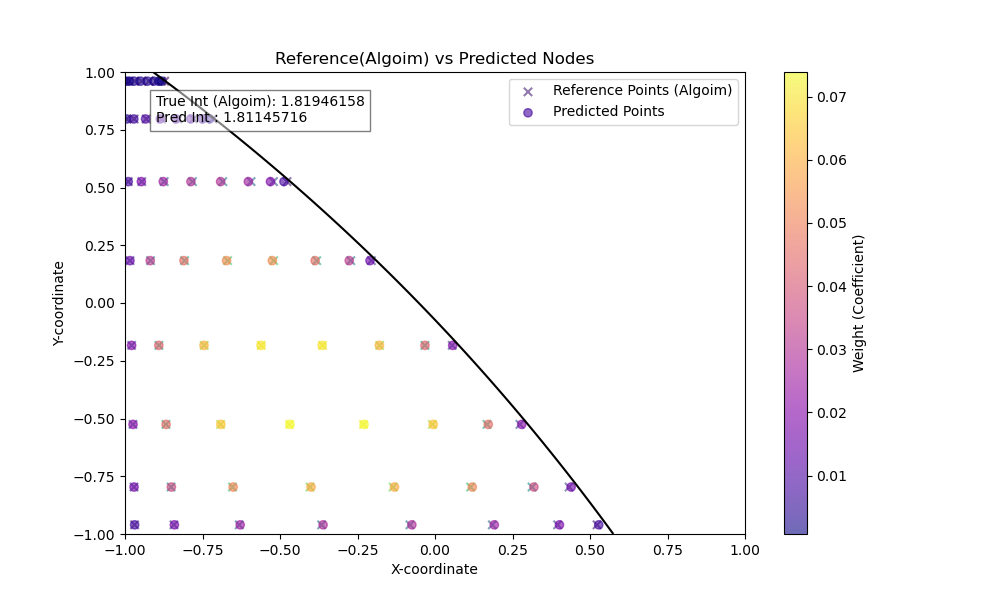 Reference(Algoim) vs Predicted Nodes
True Int (Algoim): 1.81946158
Pred Int : 1.81145716
Reference Points (Algoim)
Predicted Points
Y-coordinate
1.00
0.75
0.50
0.25
0.00
−0.25
−0.50
−0.75
−1.00
−1.00 −0.75 −0.50 −0.25 0.00 0.25 0.50 0.75 1.00
X-coordinate
0.07
0.06
0.05
0.04
0.03
0.02
0.01
Weight (Coefficient)